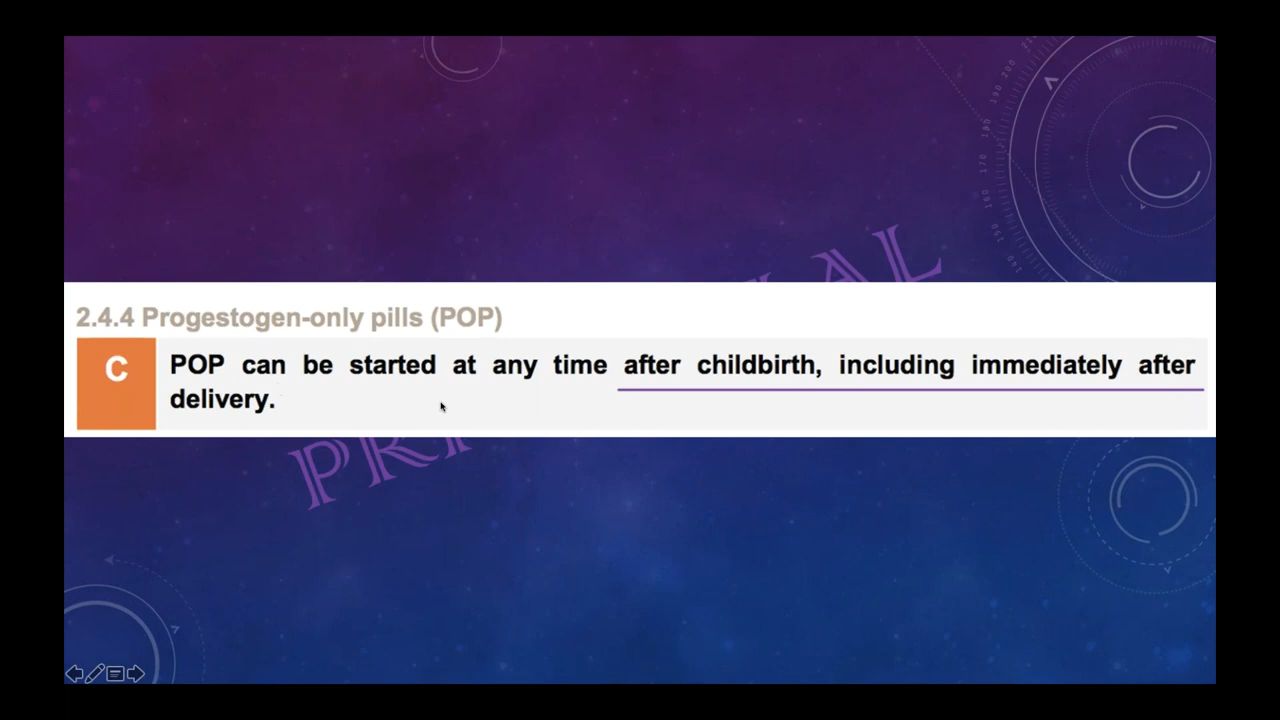 2.4.4 Progestogen-only pills (POP)
C
POP can be started at any time after childbirth, including immediately after
delivery.